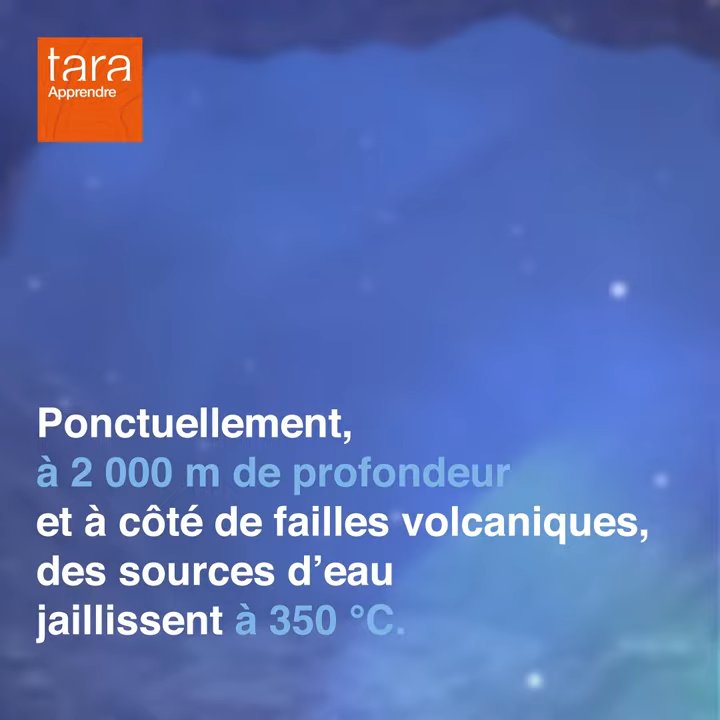 tara
Apprendre
Ponctuellement,
à 2 000 m de profondeur
et à côté de failles volcaniques,
des sources d’eau
jaillissent à 350 °C.